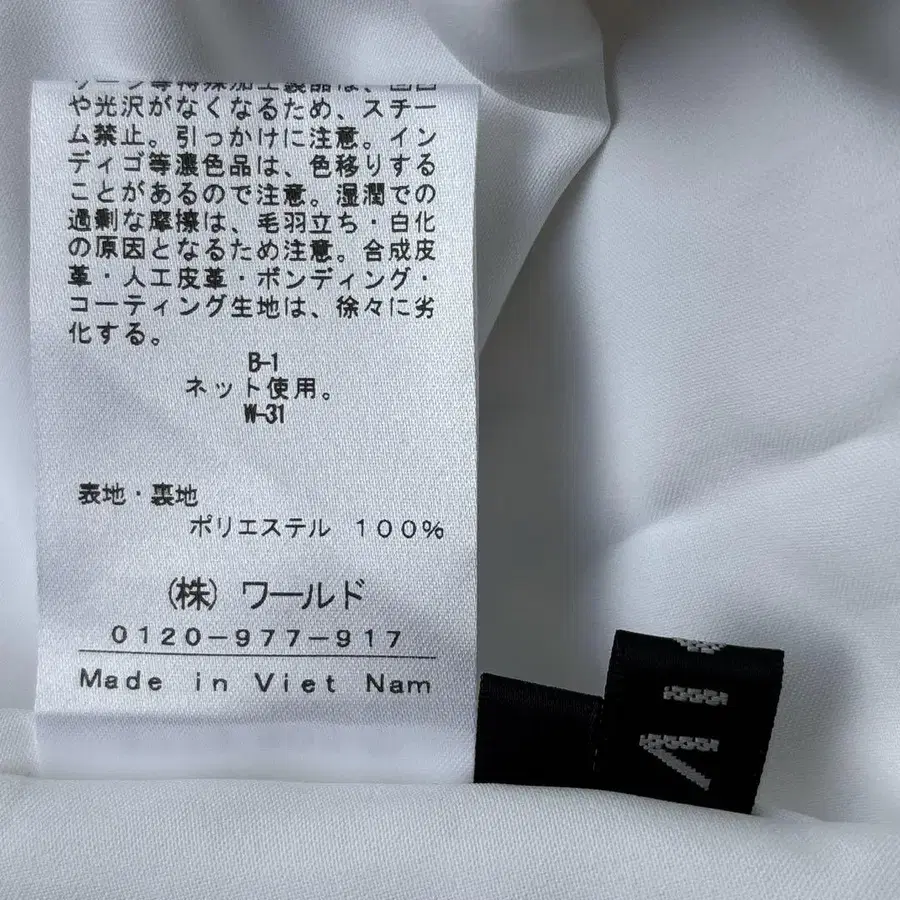 や光沢がなくなるため、スチー
ム禁止。引っかけに注意。イン
ディゴ等濃色品は、色移りする
ことがあるので注意。湿潤での
過剰な摩擦は、毛羽立ち・白化
の原因となるため注意。合成皮
革・人工皮革・ボンディング・
コーティング生地は、徐々に劣
化する。
B-1
ネット使用。
W-31
表地・裏地
ポリエステル 100%
(株) ワールド
0120-977-917
Made in Viet Nam